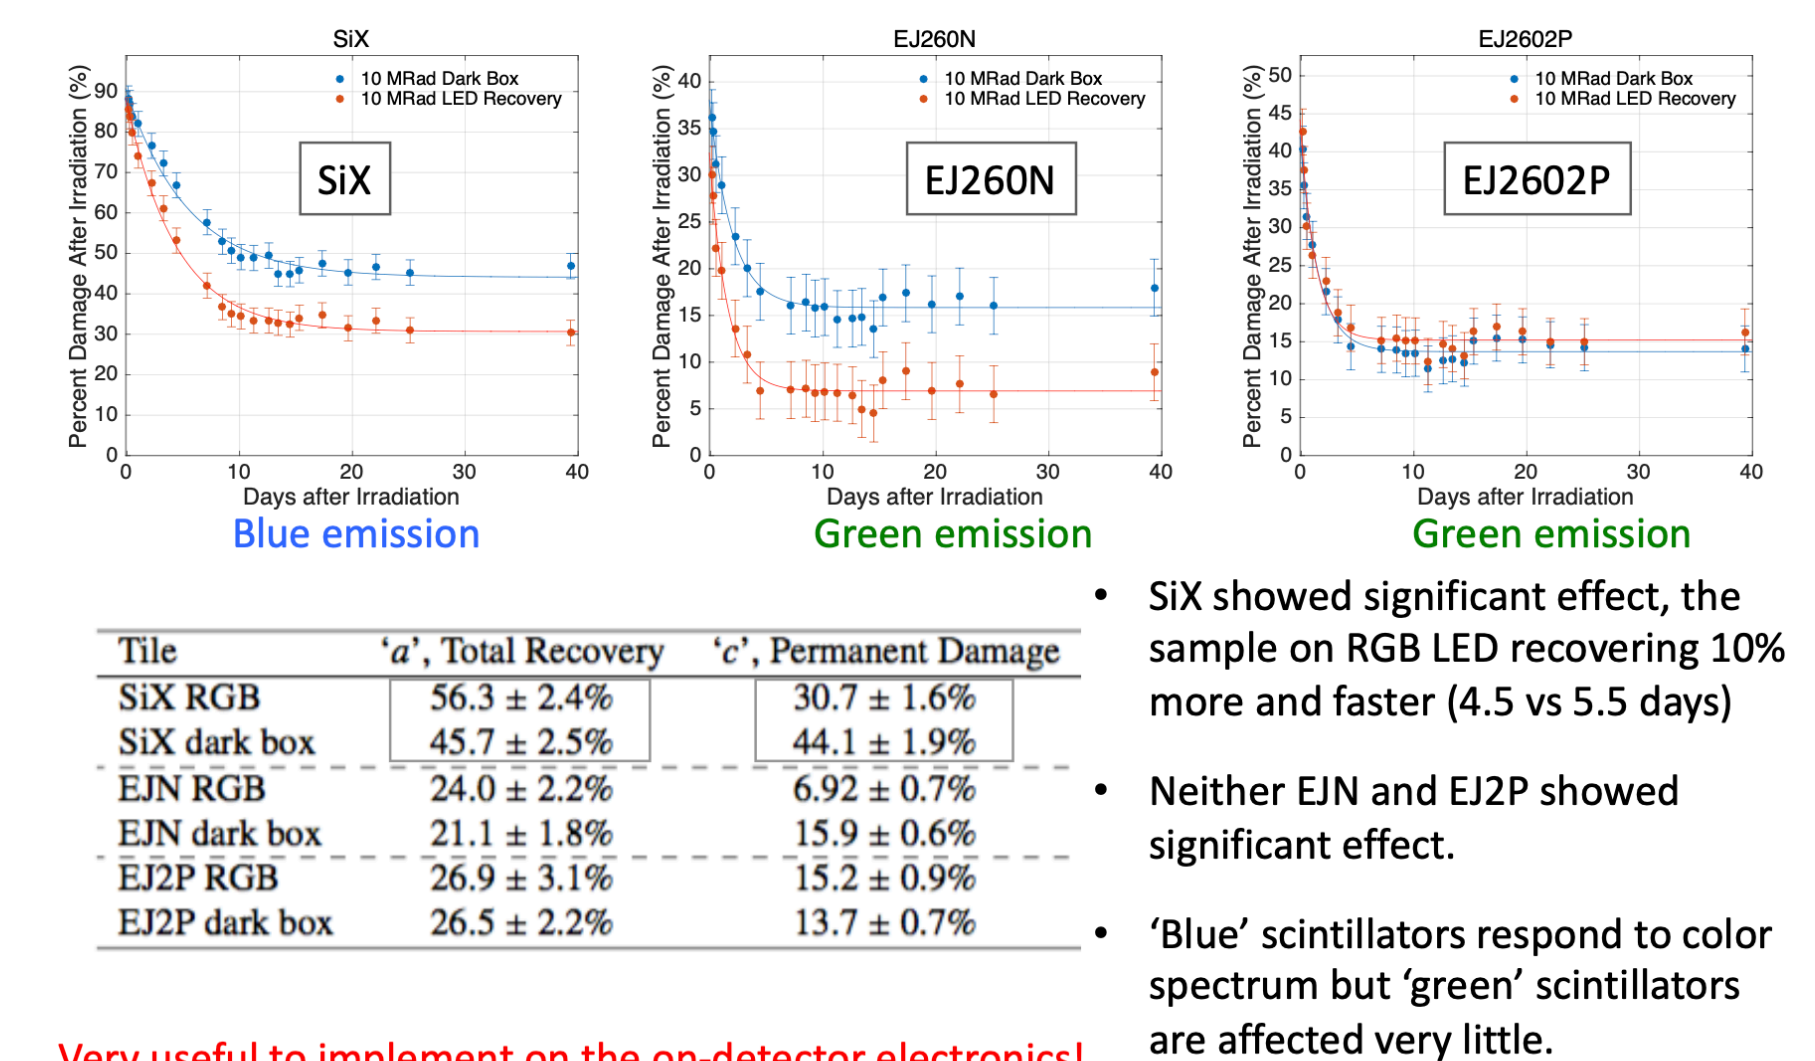 SiX
Percent Damage After Irradiation (%)
10 MRad Dark Box
10 MRad LED Recovery
SiX
90
80
70
60
50
40
30
20
10
0
0 10 20 30 40
Days after Irradiation
Blue emission
EJ260N
Percent Damage After Irradiation (%)
10 MRad Dark Box
10 MRad LED Recovery
EJ260N
40
35
30
25
20
15
10
5
0
0 10 20 30 40
Days after Irradiation
Green emission
EJ2602P
Percent Damage After Irradiation (%)
10 MRad Dark Box
10 MRad LED Recovery
EJ2602P
50
45
40
35
30
25
20
15
10
5
0
0 10 20 30 40
Days after Irradiation
Green emission
Tile ‘a’, Total Recovery ‘c’, Permanent Damage
SiX RGB 56.3 ± 2.4% 30.7 ± 1.6%
SiX dark box 45.7 ± 2.5% 44.1 ± 1.9%
EJN RGB 24.0 ± 2.2% 6.92 ± 0.7%
EJN dark box 21.1 ± 1.8% 15.9 ± 0.6%
EJ2P RGB 26.9 ± 3.1% 15.2 ± 0.9%
EJ2P dark box 26.5 ± 2.2% 13.7 ± 0.7%
• SiX showed significant effect, the
sample on RGB LED recovering 10%
more and faster (4.5 vs 5.5 days)
• Neither EJN and EJ2P showed
significant effect.
• ‘Blue’ scintillators respond to color
spectrum but ‘green’ scintillators
are affected very little.
Very useful to implement on the on-detector electronics!